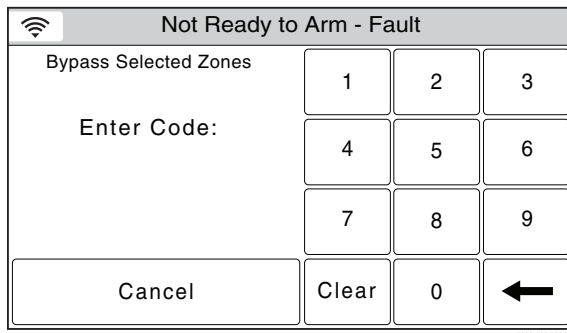 Not Ready to Arm - Fault
Bypass Selected Zones
1 2 3
Enter Code:
4 5 6
7 8 9
Cancel Clear 0